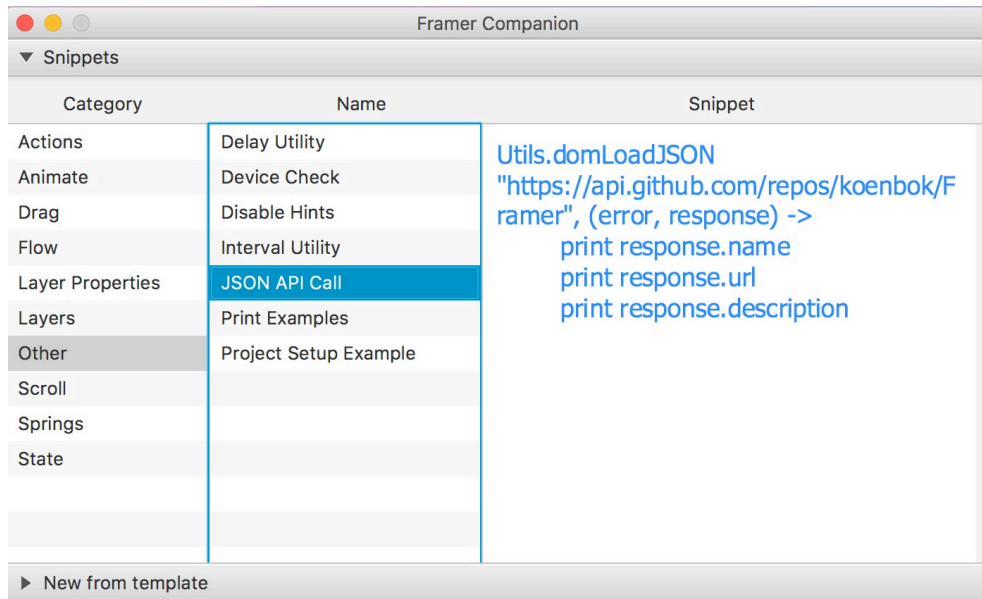 Framer Companion
Snippets
Category
Name
Snippet
Actions
Animate
Drag
Flow
Layer Properties
Layers
Other
Scroll
Springs
State
Delay Utility
Device Check
Disable Hints
Interval Utility
JSON API Call
Print Examples
Project Setup Example
Utils.domLoadJSON
"https://api.github.com/repos/koenbok/F
ramer", (error, response) ->
print response.name
print response.url
print response.description
New from template